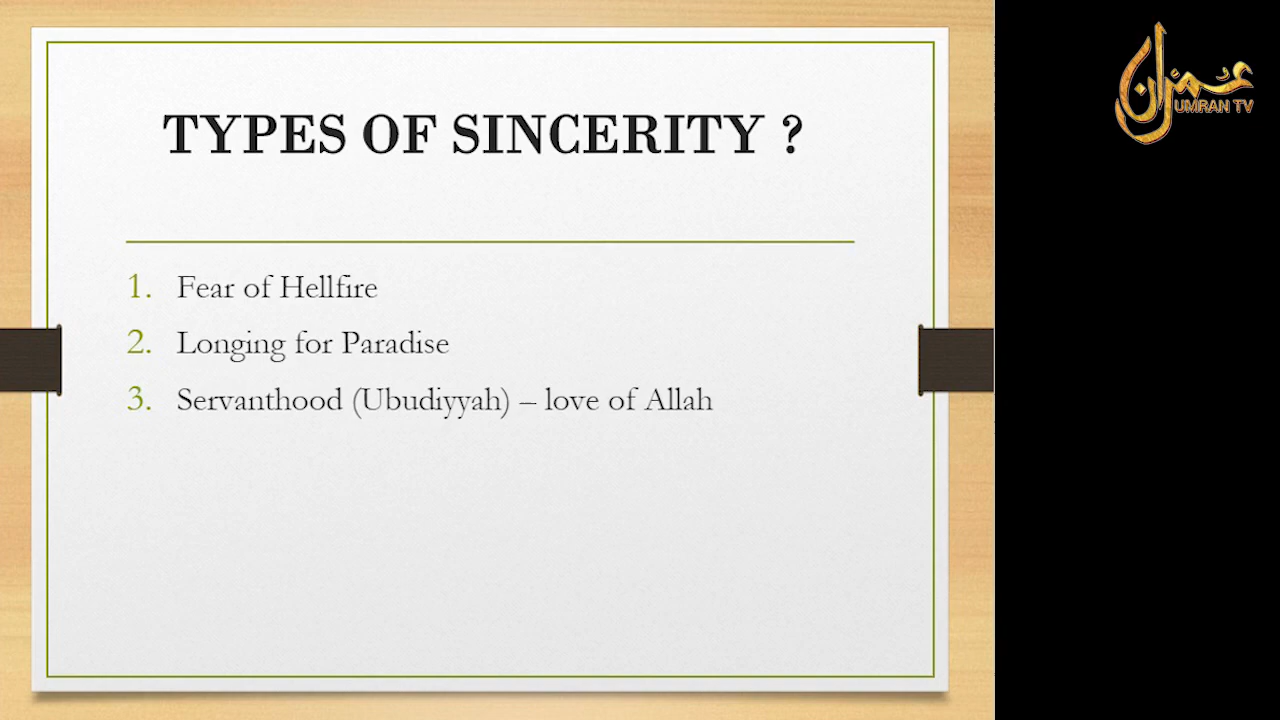 TYPES OF SINCERITY ?
1. Fear of Hellfire
2. Longing for Paradise
3. Servanthood (Ubudiyyah) – love of Allah
عمران
UMRAN TV